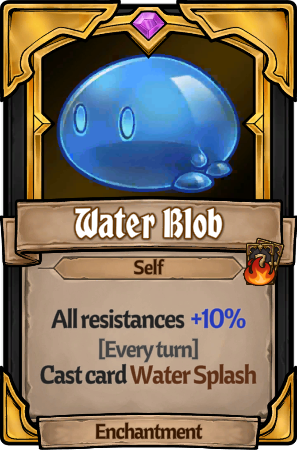 Water Blob
Self
All resistances +10%
[Every turn]
Cast card Water Splash
Enchantment